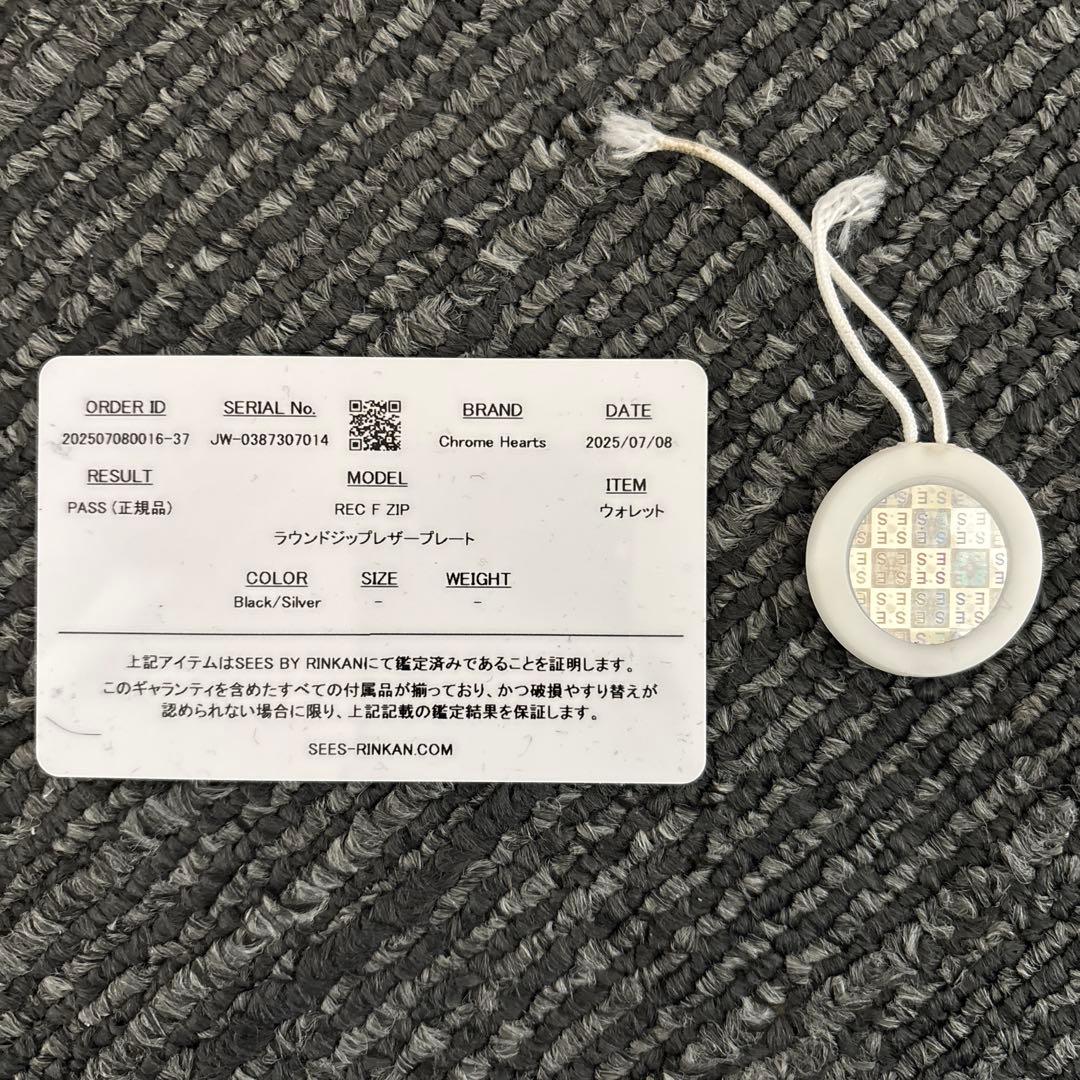 ORDER ID SERIAL No. BRAND DATE
202507080016-37 JW-0387307014 Chrome Hearts 2025/07/08
RESULT MODEL ITEM
PASS(正規品) REC F ZIP ウォレット
ラウンドジップレザープレート
COLOR SIZE WEIGHT
Black/Silver - -
上記アイテムはSEES BY RINKANにて鑑定済みであることを証明します。
このギャランティを含めたすべての付属品が揃っており、かつ破損やすり替えが
認められない場合に限り、上記記載の鑑定結果を保証します。
SEES-RINKAN.COM